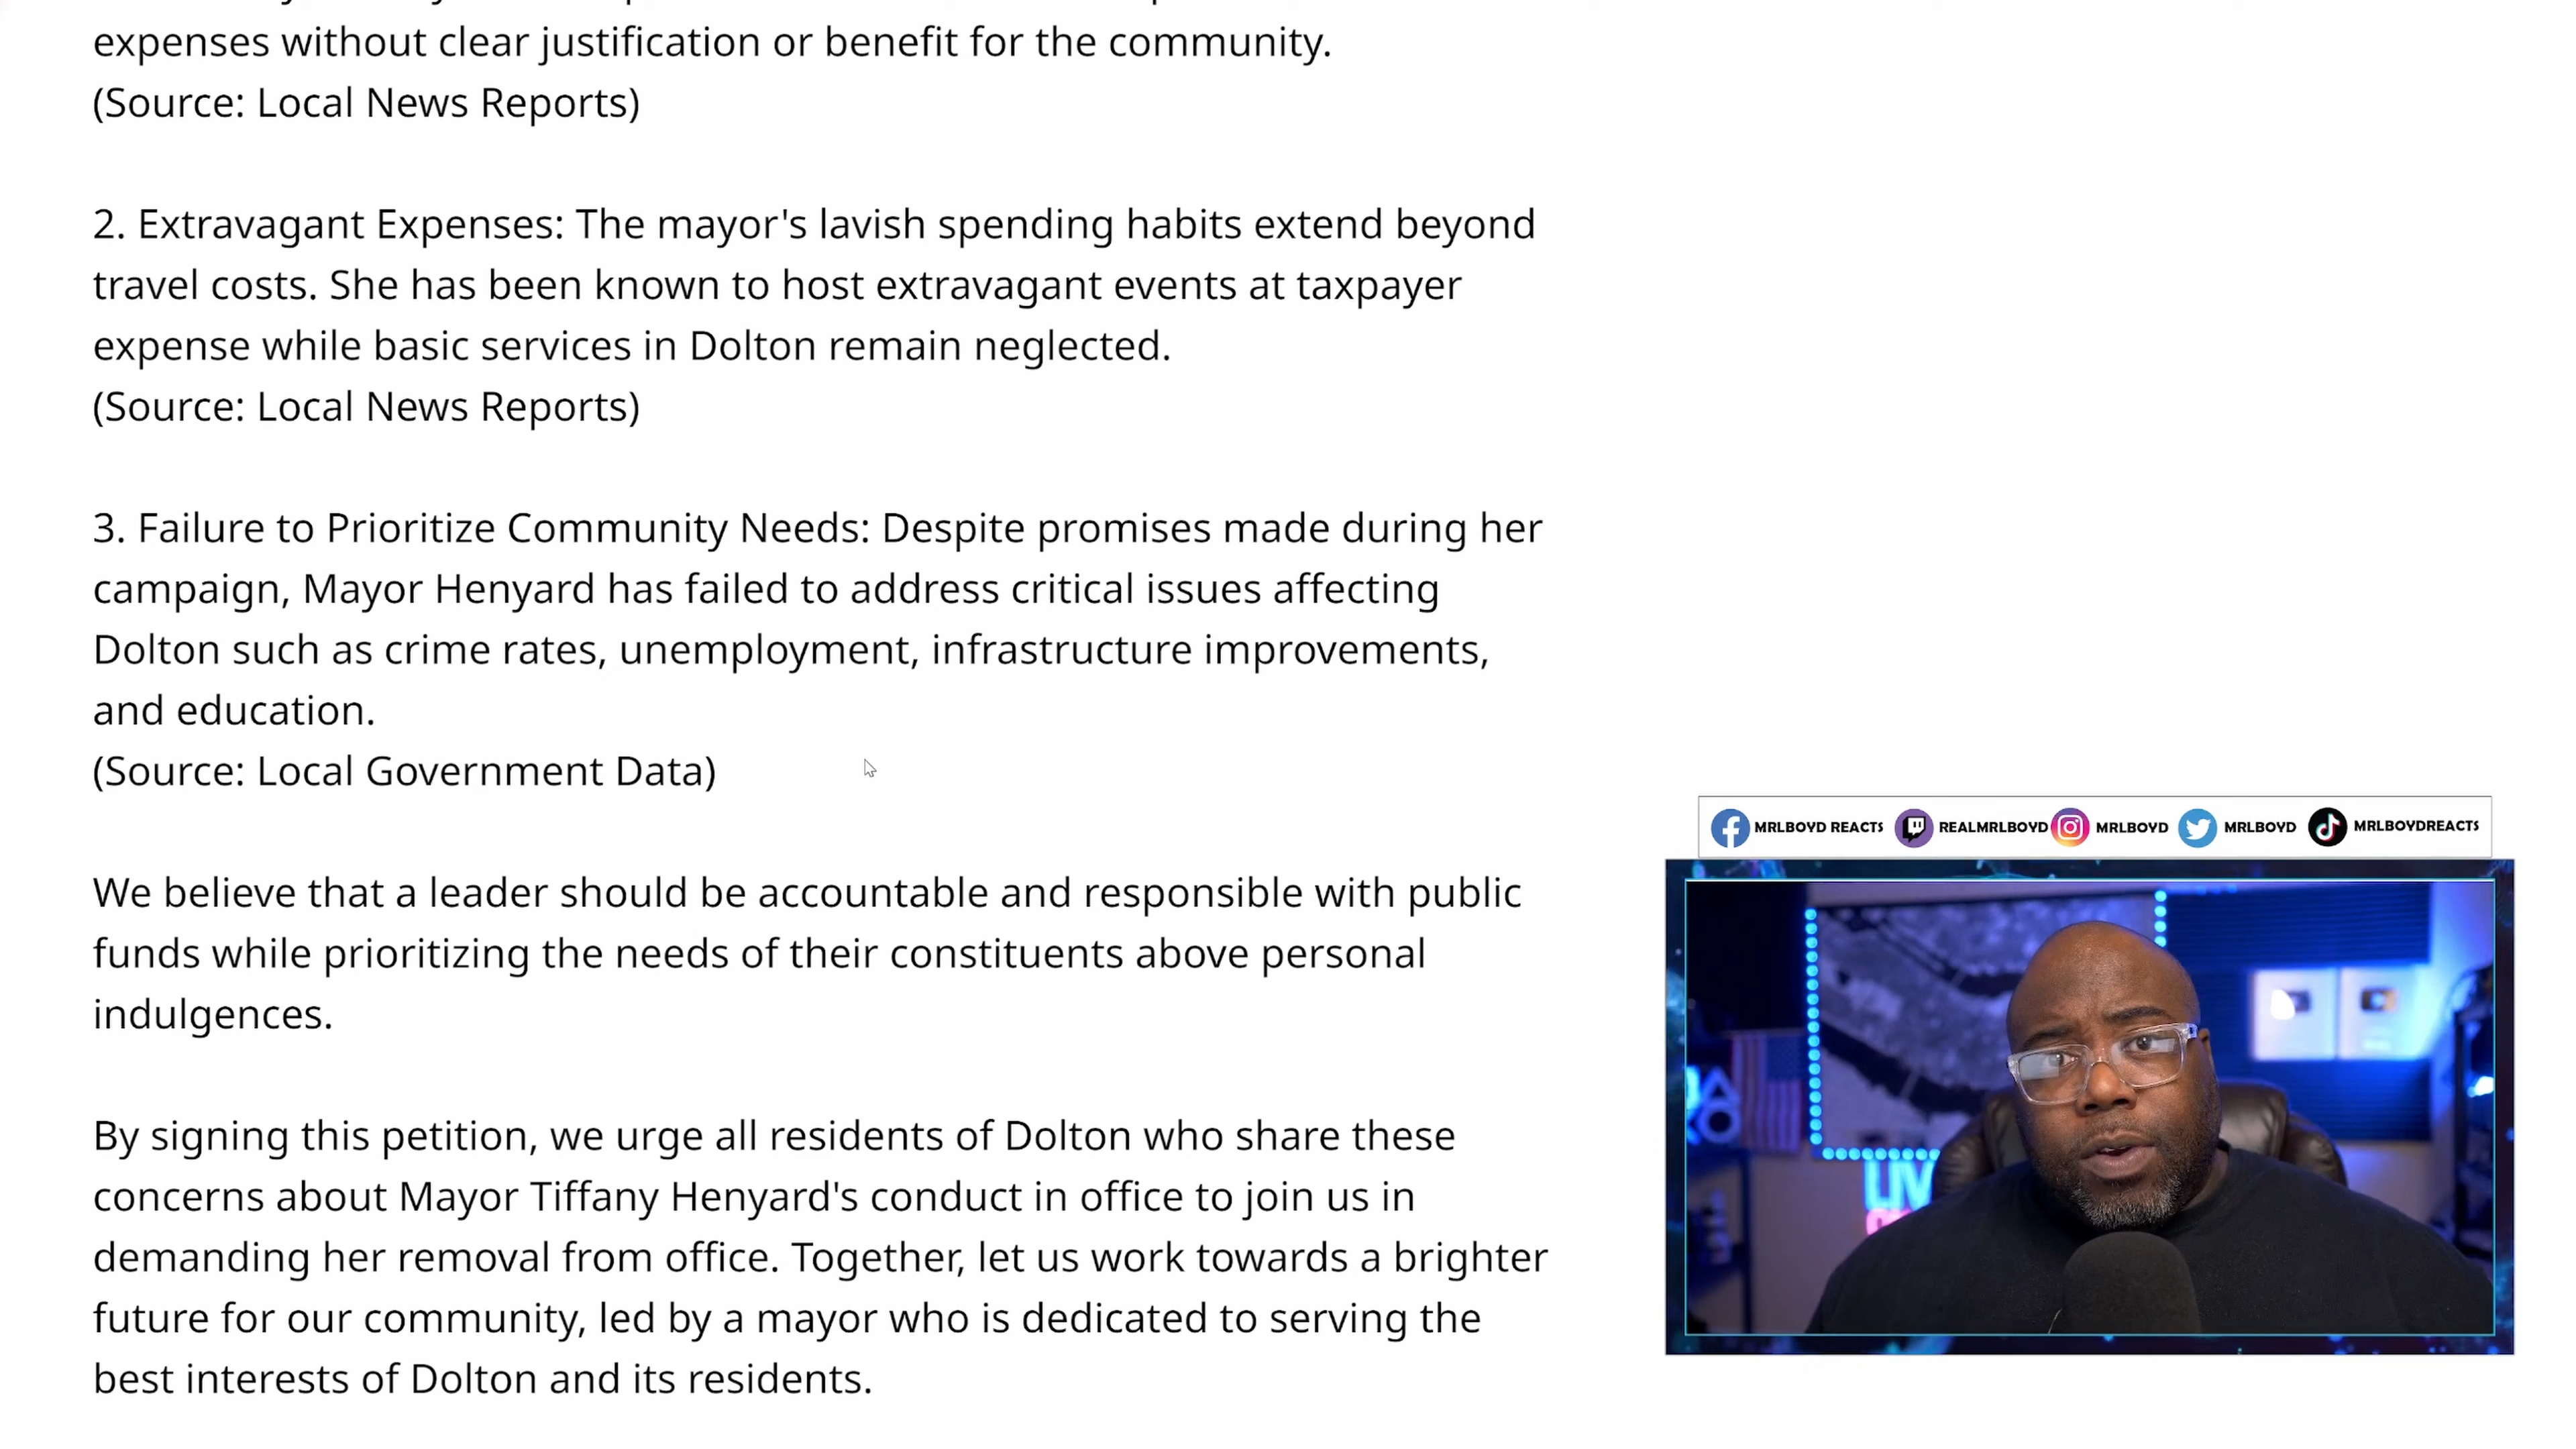 expenses without clear justification or benefit for the community.
(Source: Local News Reports)
2. Extravagant Expenses: The mayor's lavish spending habits extend beyond
travel costs. She has been known to host extravagant events at taxpayer
expense while basic services in Dolton remain neglected.
(Source: Local News Reports)
3. Failure to Prioritize Community Needs: Despite promises made during her
campaign, Mayor Henyard has failed to address critical issues affecting
Dolton such as crime rates, unemployment, infrastructure improvements,
and education.
(Source: Local Government Data)
We believe that a leader should be accountable and responsible with public
funds while prioritizing the needs of their constituents above personal
indulgences.
By signing this petition, we urge all residents of Dolton who share these
concerns about Mayor Tiffany Henyard's conduct in office to join us in
demanding her removal from office. Together, let us work towards a brighter
future for our community, led by a mayor who is dedicated to serving the
best interests of Dolton and its residents.
MRLBOYD REACTS REALMRLBOYD MRLBOYD MRLBOYD MRLBOYDREACTS
LIV